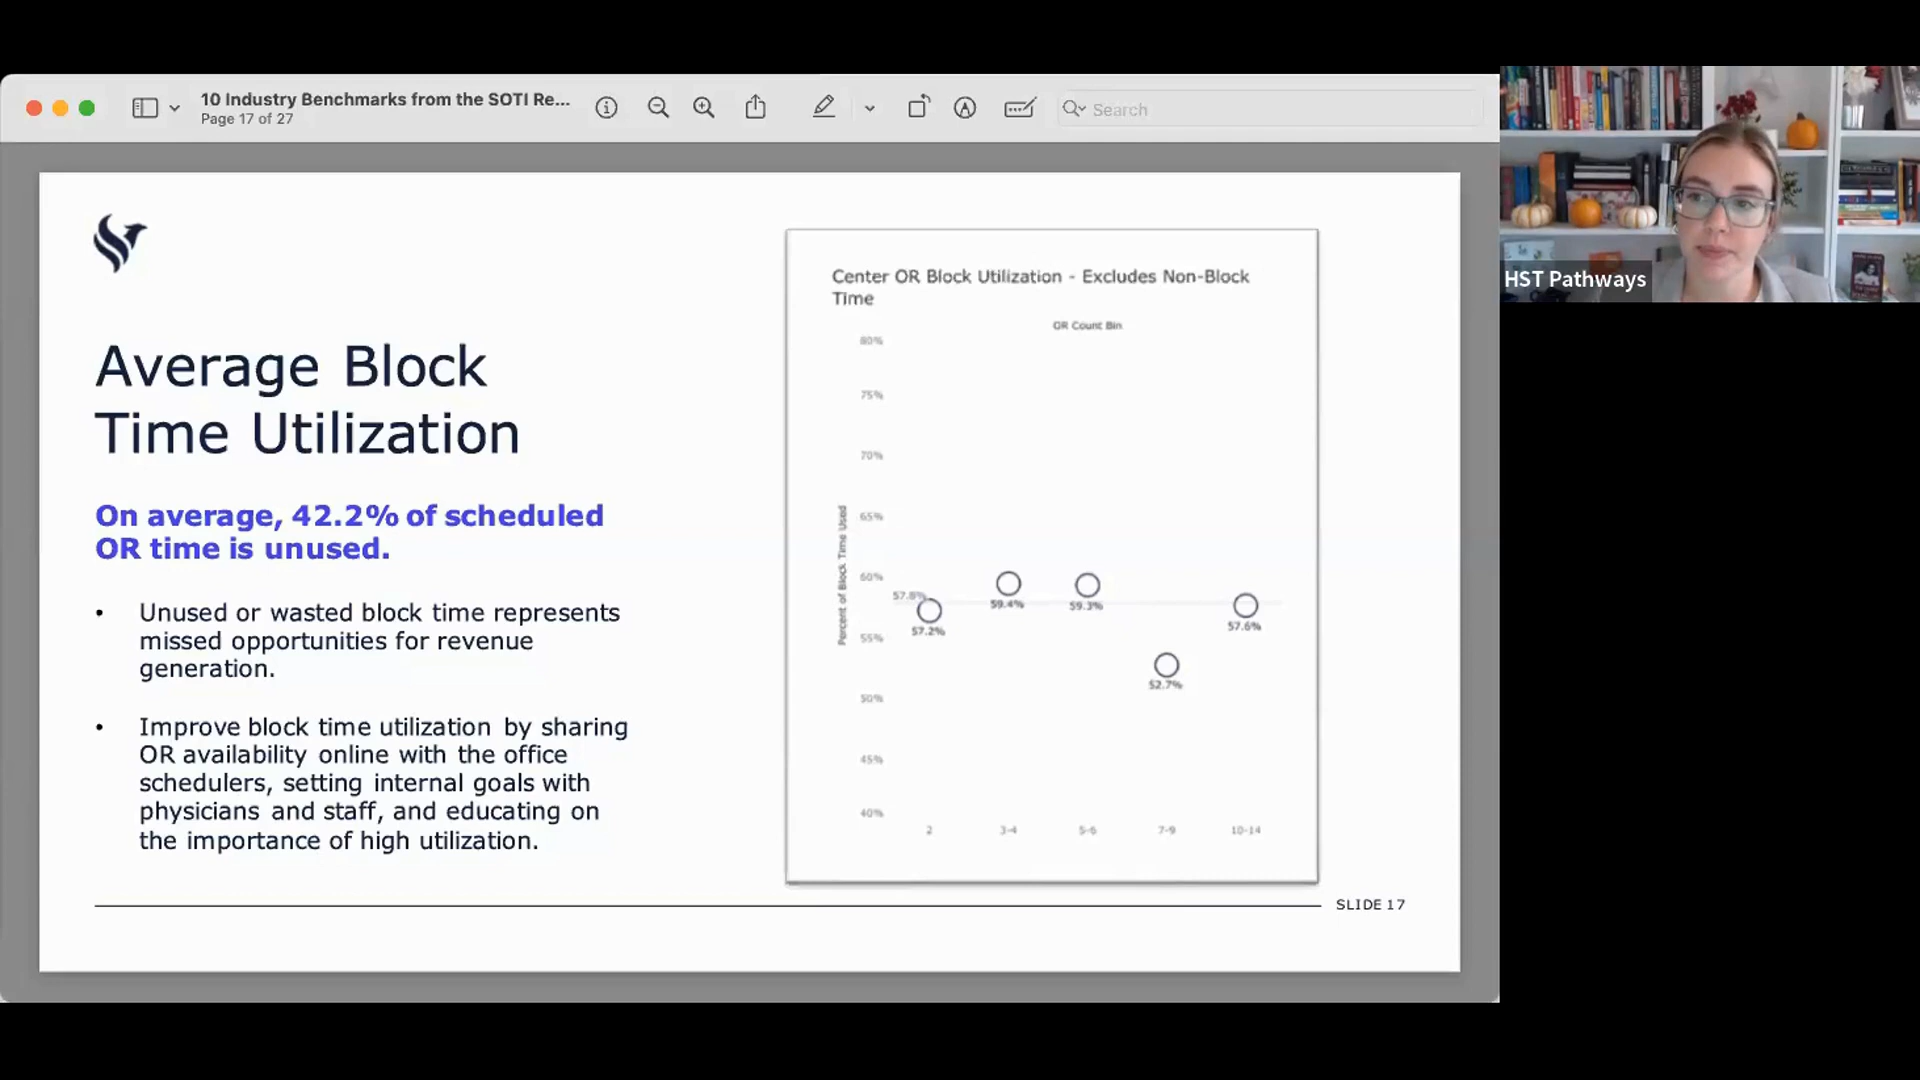 10 Industry Benchmarks from the SOTI Re...
Page 17 of 27
Search
HST Pathways
Average Block
Time Utilization
On average, 42.2% of scheduled
OR time is unused.
• Unused or wasted block time represents
missed opportunities for revenue
generation.
• Improve block time utilization by sharing
OR availability online with the office
schedulers, setting internal goals with
physicians and staff, and educating on
the importance of high utilization.
Center OR Block Utilization - Excludes Non-Block
Time
OR Count Bin
Percent of Block Time Used
80%
75%
70%
65%
60%
55%
50%
45%
40%
57.8%
57.2%
59.4%
59.3%
52.7%
57.6%
2
3-4
5-6
7-9
10-14
SLIDE 17